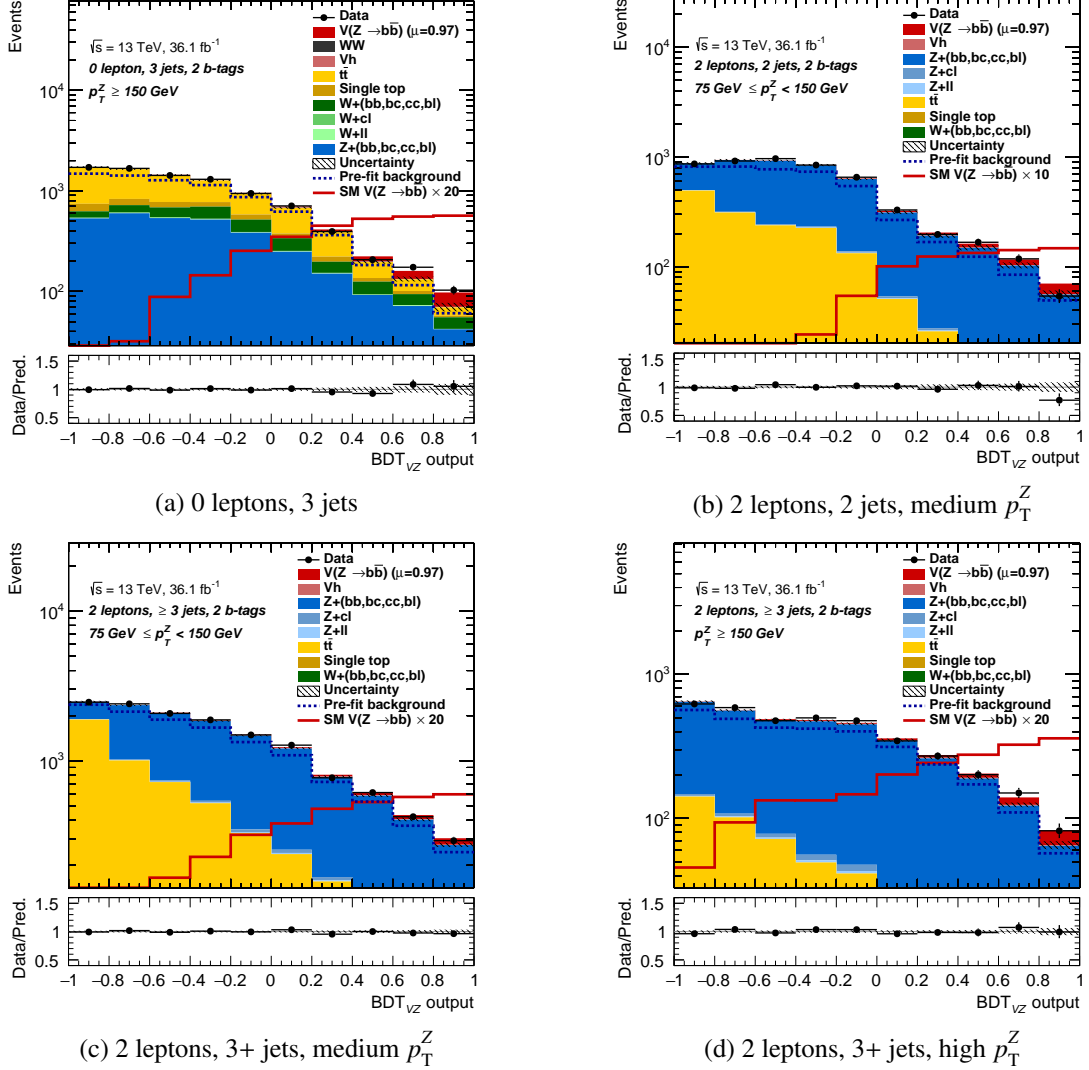 Events
10³
10²
√s = 13 TeV, 36.1 fb⁻¹
0 lepton, 3 jets, 2 b-tags
p_T^Z ≥ 150 GeV
Data
V(Z →bb̄) (μ=0.97)
WW
Vh
tt̄
Single top
W+(bb,bc,cc,bl)
W+cl
W+ll
Z+(bb,bc,cc,bl)
Uncertainty
Pre-fit background
SM V(Z →bb̄) × 20
Data/Pred.
1.5
1
0.5
−1 −0.8 −0.6 −0.4 −0.2 0 0.2 0.4 0.6 0.8 1
BDT_VZ output
(a) 0 leptons, 3 jets
Events
10⁴
10³
10²
√s = 13 TeV, 36.1 fb⁻¹
2 leptons, 2 jets, 2 b-tags
75 GeV ≤ p_T^Z < 150 GeV
Data
V(Z →bb̄) (μ=0.97)
Vh
Z+(bb,bc,cc,bl)
Z+cl
Z+ll
tt̄
Single top
W+(bb,bc,cc,bl)
Uncertainty
Pre-fit background
SM V(Z →bb̄) × 10
Data/Pred.
1.5
1
0.5
−1 −0.8 −0.6 −0.4 −0.2 0 0.2 0.4 0.6 0.8 1
BDT_VZ output
(b) 2 leptons, 2 jets, medium p_T^Z
Events
10⁴
10³
√s = 13 TeV, 36.1 fb⁻¹
2 leptons, ≥ 3 jets, 2 b-tags
75 GeV ≤ p_T^Z < 150 GeV
Data
V(Z →bb̄) (μ=0.97)
Vh
Z+(bb,bc,cc,bl)
Z+cl
Z+ll
tt̄
Single top
W+(bb,bc,cc,bl)
Uncertainty
Pre-fit background
SM V(Z →bb̄) × 20
Data/Pred.
1.5
1
0.5
−1 −0.8 −0.6 −0.4 −0.2 0 0.2 0.4 0.6 0.8 1
BDT_VZ output
(c) 2 leptons, 3+ jets, medium p_T^Z
Events
10³
10²
√s = 13 TeV, 36.1 fb⁻¹
2 leptons, ≥ 3 jets, 2 b-tags
p_T^Z ≥ 150 GeV
Data
V(Z →bb̄) (μ=0.97)
Vh
Z+(bb,bc,cc,bl)
Z+cl
Z+ll
tt̄
Single top
W+(bb,bc,cc,bl)
Uncertainty
Pre-fit background
SM V(Z →bb̄) × 20
Data/Pred.
1.5
1
0.5
−1 −0.8 −0.6 −0.4 −0.2 0 0.2 0.4 0.6 0.8 1
BDT_VZ output
(d) 2 leptons, 3+ jets, high p_T^Z